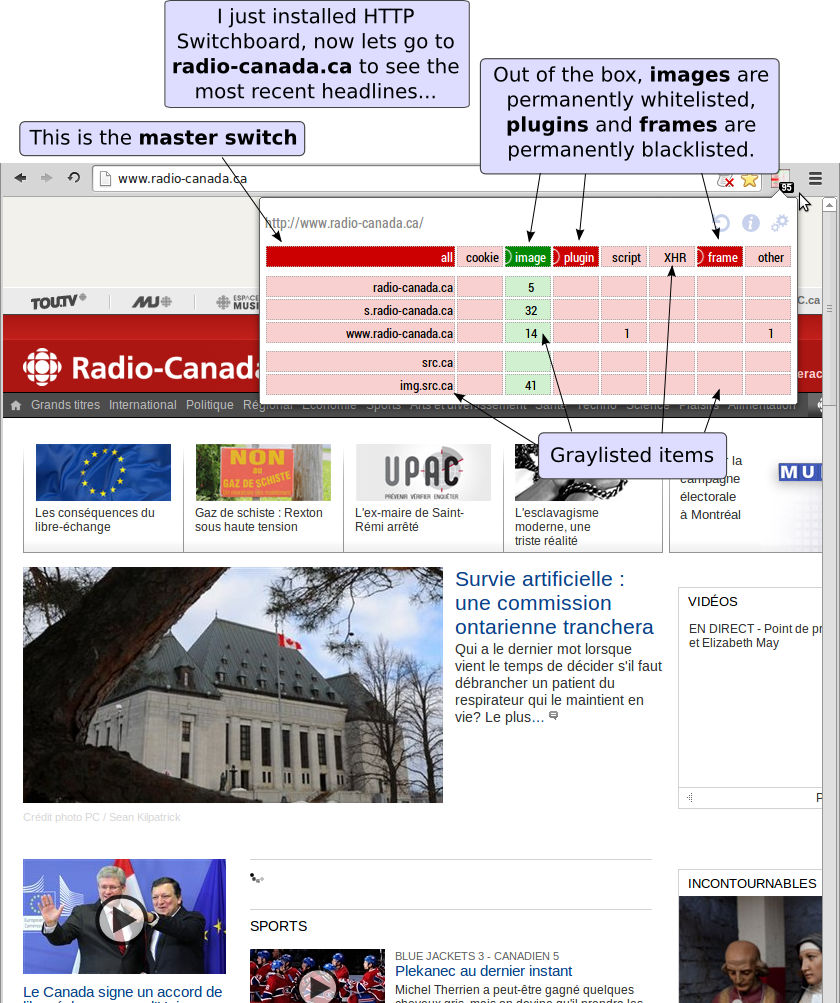 I just installed HTTP
Switchboard, now lets go to
radio-canada.ca to see the
most recent headlines...
Out of the box, images are
permanently whitelisted,
plugins and frames are
permanently blacklisted.
This is the master switch
www.radio-canada.ca
95
http://www.radio-canada.ca/
all cookie image plugin script XHR frame other
radio-canada.ca 5
s.radio-canada.ca 32
www.radio-canada.ca 14 1 1
src.ca
img.src.ca 41
Graylisted items
TOU.TV
ESPACE
C.ca
Radio-Canada
Grands titres International Politique Régional Économie Sports Arts et divertissement Santé Techno Science Plaisirs Alimentation
NON
au
GAZ DE SCHISTE
UPAC
PRÉVENIR VÉRIFIER ENQUÊTER
Les conséquences du
libre-échange
Gaz de schiste : Rexton
sous haute tension
L'ex-maire de Saint-
Rémi arrêté
L'esclavagisme
moderne, une
triste réalité
la
campagne
électorale
à Montréal
MU
Survie artificielle :
une commission
ontarienne tranchera
Qui a le dernier mot lorsque
vient le temps de décider s'il faut
débrancher un patient du
respirateur qui le maintient en
vie? Le plus...
Crédit photo PC / Sean Kilpatrick
VIDÉOS
EN DIRECT - Point de pr
et Elizabeth May
P
INCONTOURNABLES
SPORTS
BLUE JACKETS 3 - CANADIEN 5
Plekanec au dernier instant
Michel Therrien a peut-être gagné quelques
Le Canada signe un accord de